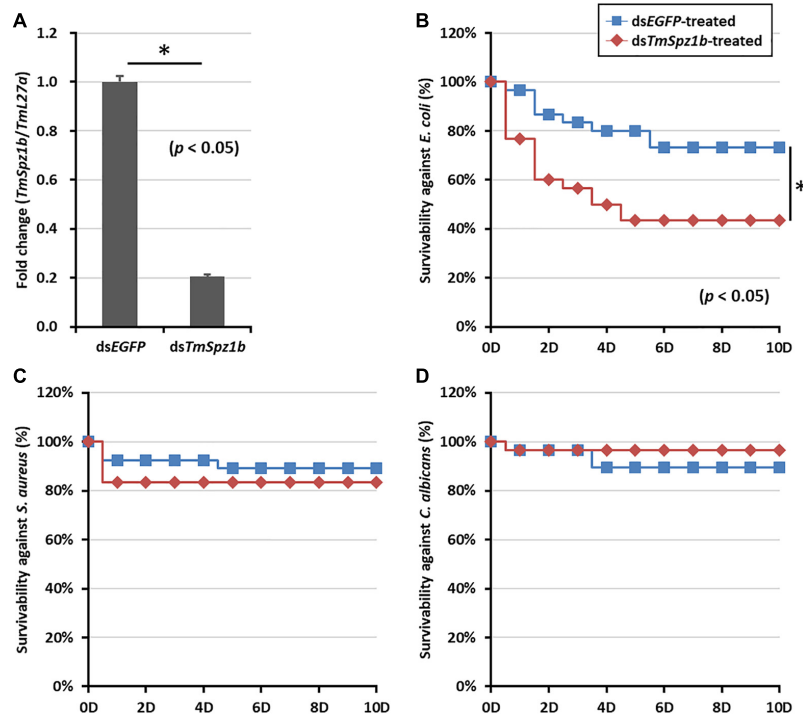 A
Fold change (TmSpz1b/TmL27a)
1.2
1.0
0.8
0.6
0.4
0.2
0.0
*
(p < 0.05)
dsEGFP
dsTmSpz1b
B
dsEGFP-treated
dsTmSpz1b-treated
Survivability against E. coli (%)
120%
100%
80%
60%
40%
20%
0%
*
(p < 0.05)
0D 2D 4D 6D 8D 10D
C
Survivability against S. aureus (%)
120%
100%
80%
60%
40%
20%
0%
0D 2D 4D 6D 8D 10D
D
Survivability against C. albicans (%)
120%
100%
80%
60%
40%
20%
0%
0D 2D 4D 6D 8D 10D